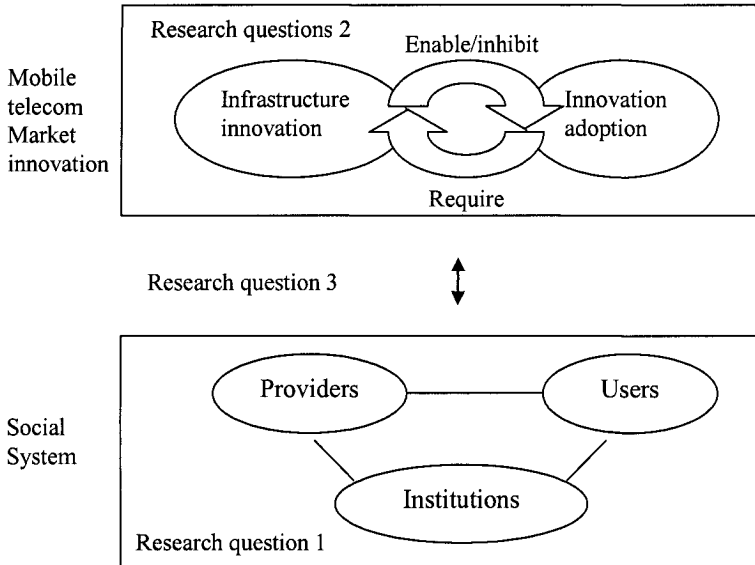 Research questions 2
Enable/inhibit
Mobile
telecom
Market
innovation
Infrastructure
innovation
Innovation
adoption
Require
Research question 3
Social
System
Providers
Users
Institutions
Research question 1